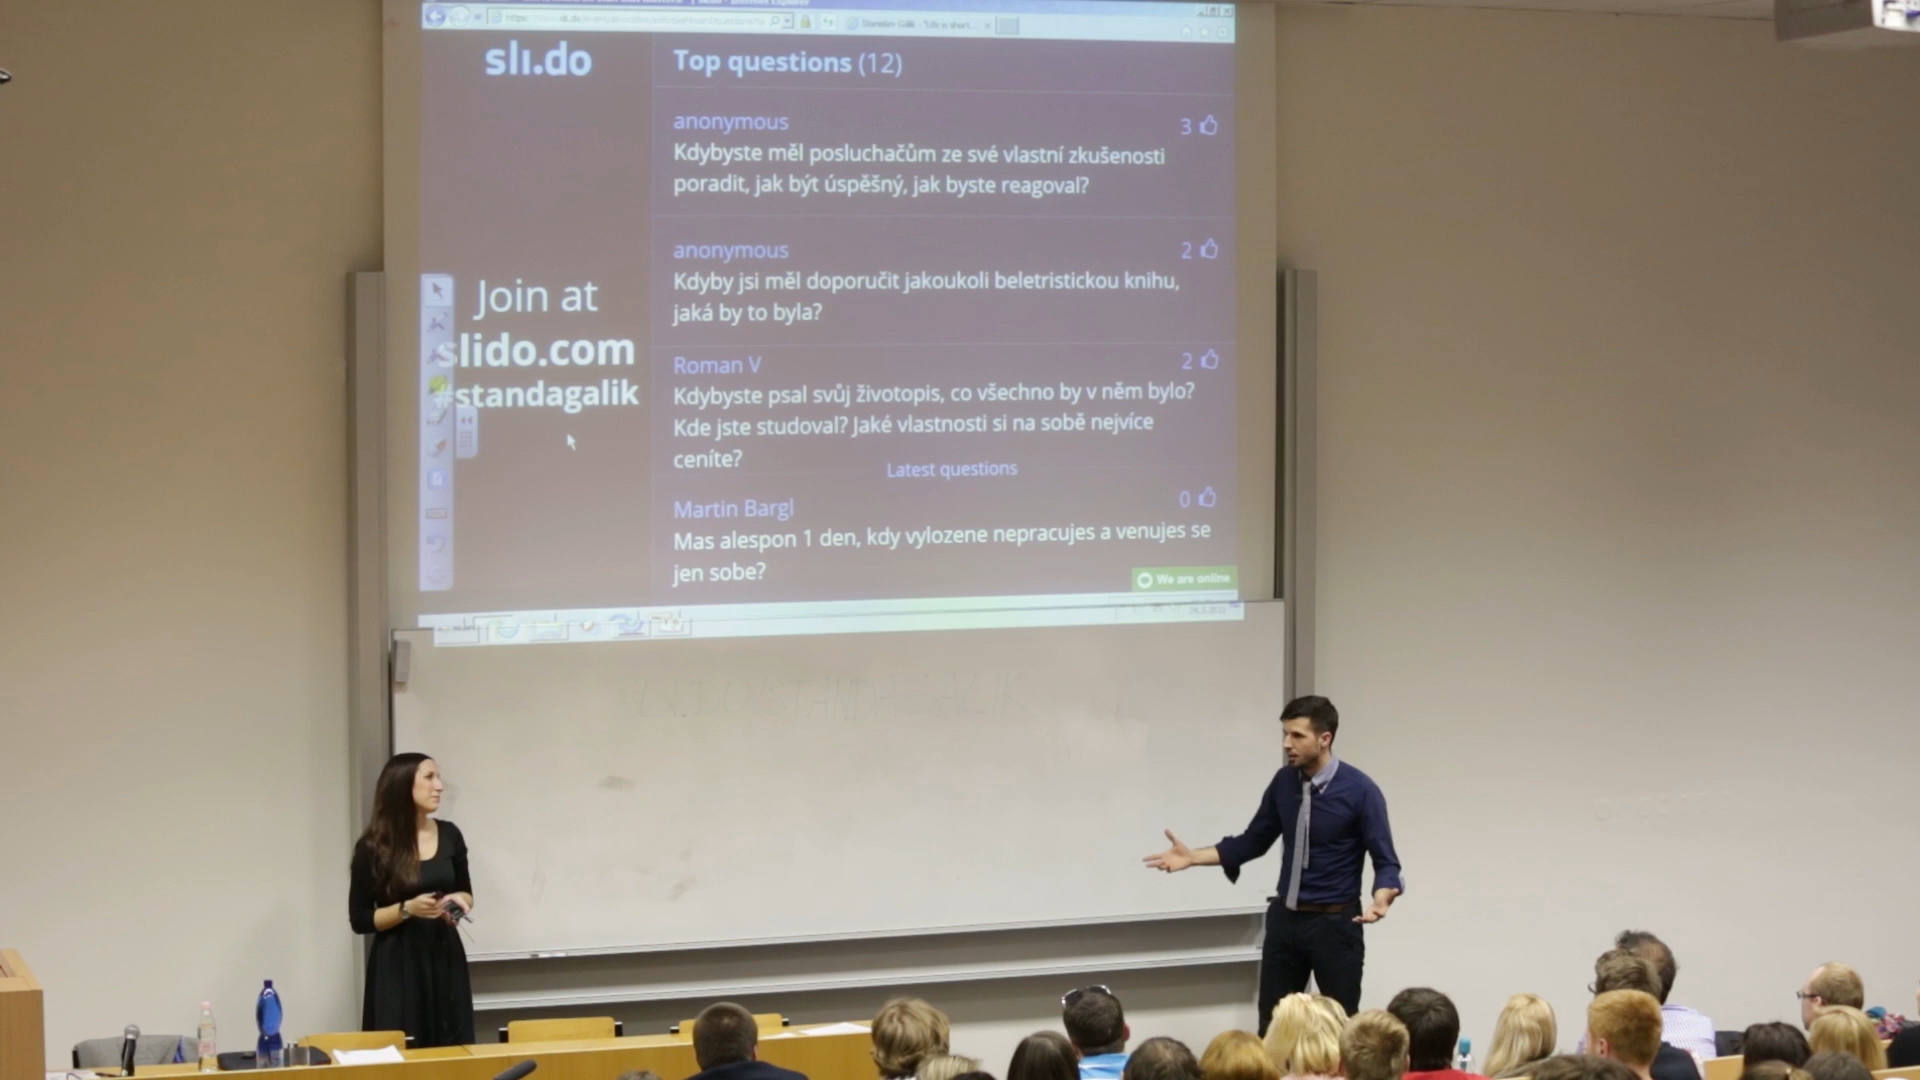 sli.do
Top questions (12)
anonymous
3
Kdybyste měl posluchačům ze své vlastní zkušenosti
poradit, jak být úspěšný, jak byste reagoval?
anonymous
2
Kdyby jsi měl doporučit jakoukoli beletristickou knihu,
jaká by to byla?
Join at
slido.com
#standagalik
Roman V
2
Kdybyste psal svůj životopis, co všechno by v něm bylo?
Kde jste studoval? Jaké vlastnosti si na sobě nejvíce
ceníte?
Latest questions
Martin Bargl
0
Mas alespon 1 den, kdy vylozene nepracujes a venujes se
jen sobe?
We are online